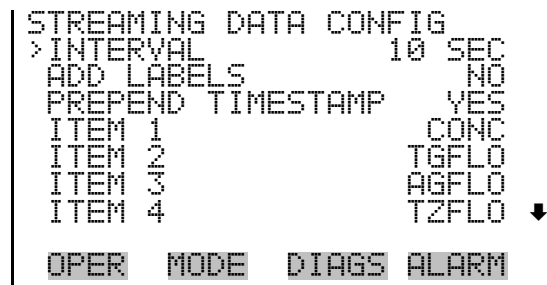 STREAMING DATA CONFIG
>INTERVAL 10 SEC
ADD LABELS NO
PREPEND TIMESTAMP YES
ITEM 1 CONC
ITEM 2 TGFLO
ITEM 3 AGFLO
ITEM 4 TZFLO
OPER MODE DIAGS ALARM